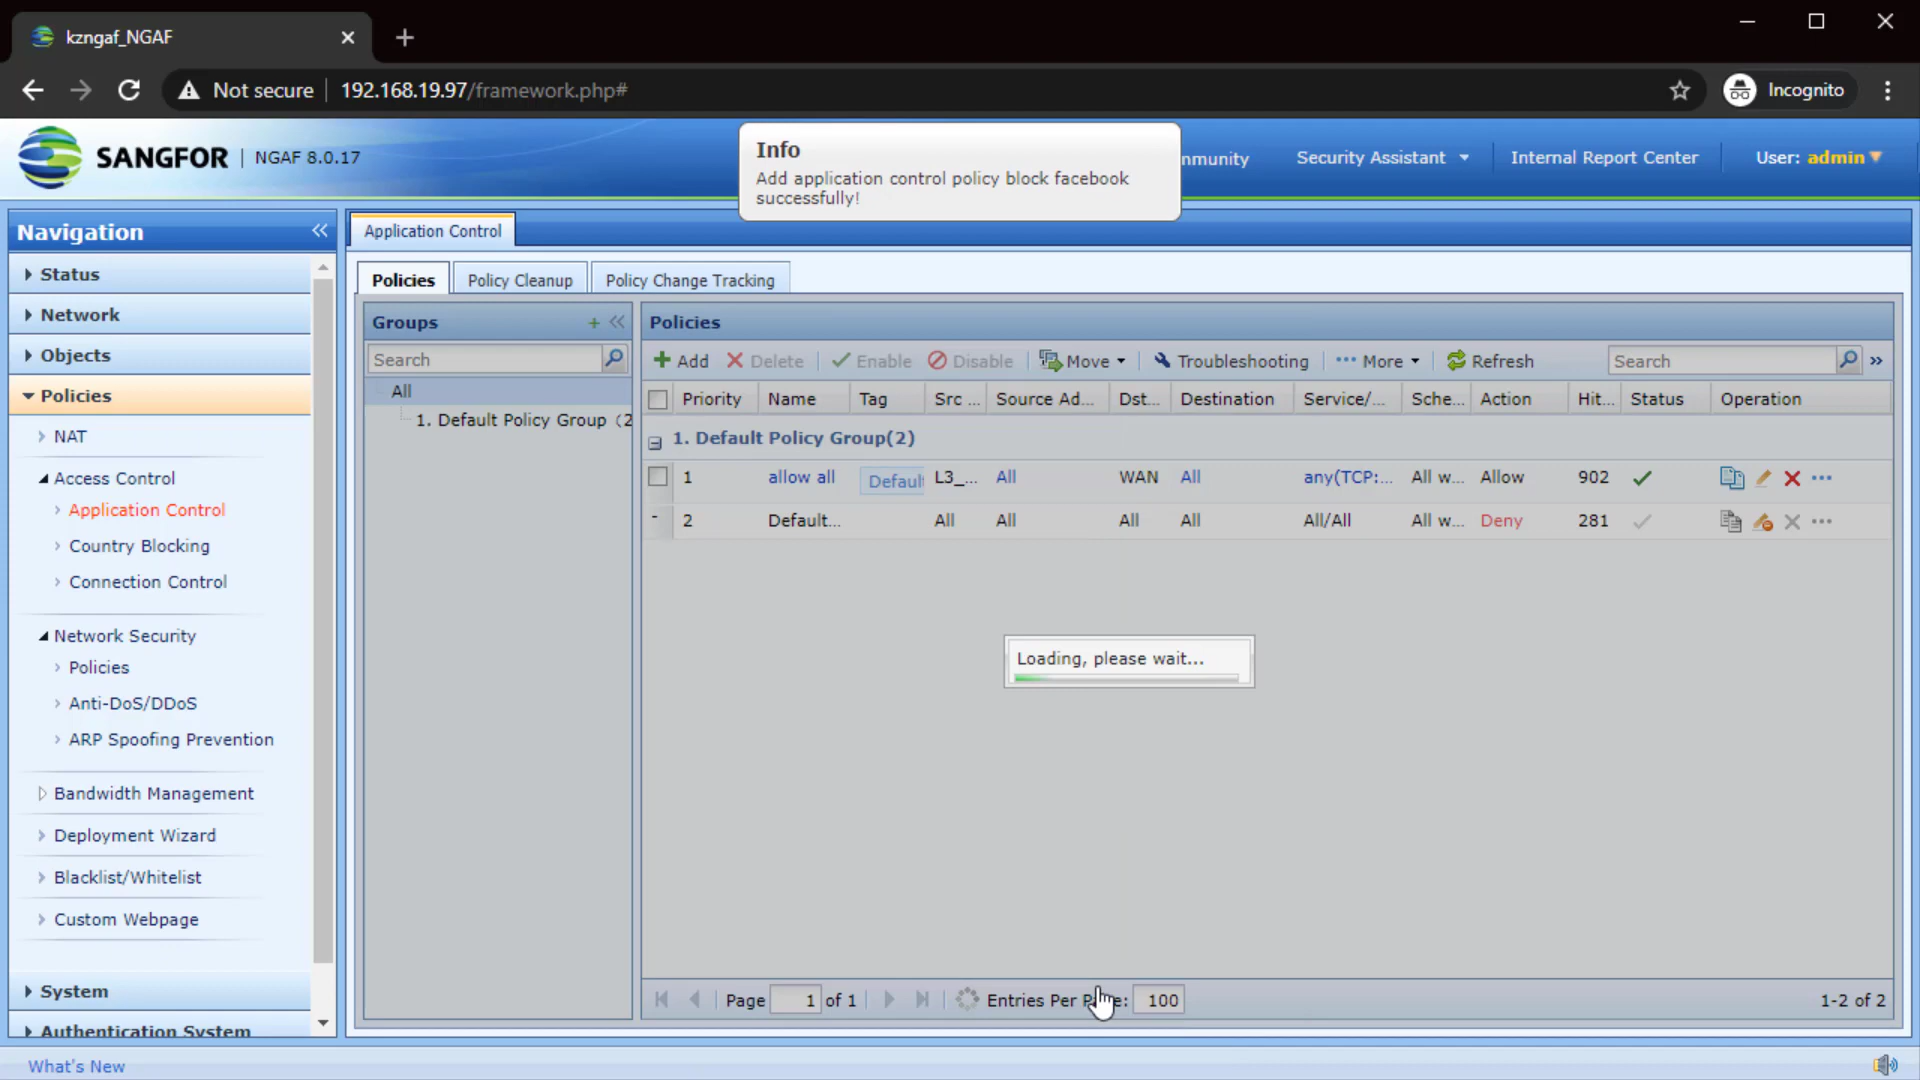 kzngaf_NGAF
Not secure 192.168.19.97/framework.php# Incognito
SANGFOR NGAF 8.0.17
Info
Add application control policy block facebook
successfully!
Security Assistant Internal Report Center User: admin
Navigation
Status
Network
Objects
Policies
NAT
Access Control
Application Control
Country Blocking
Connection Control
Network Security
Policies
Anti-DoS/DDoS
ARP Spoofing Prevention
Bandwidth Management
Deployment Wizard
Blacklist/Whitelist
Custom Webpage
System
Authentication System
What's New
Application Control
Policies Policy Cleanup Policy Change Tracking
Groups
Search
All
1. Default Policy Group (2
Policies
Add Delete Enable Disable Move Troubleshooting More Refresh Search
Priority Name Tag Src ... Source Ad... Dst... Destination Service/... Sche... Action Hit... Status Operation
1. Default Policy Group(2)
1 allow all Defaul L3_... All WAN All any(TCP:... All w... Allow 902
- 2 Default... All All All All All/All All w... Deny 281
Loading, please wait...
Page 1 of 1 Entries Per 100 1-2 of 2